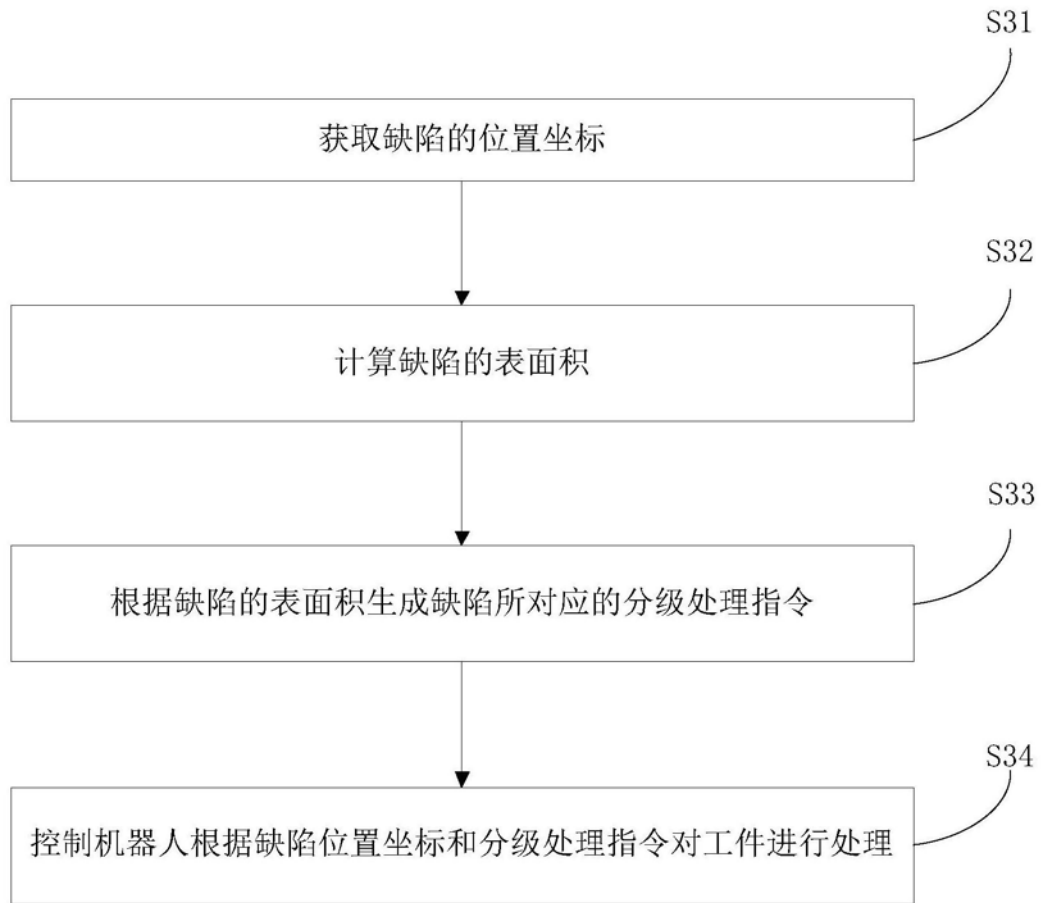 S31
获取缺陷的位置坐标
S32
计算缺陷的表面积
S33
根据缺陷的表面积生成缺陷所对应的分级处理指令
S34
控制机器人根据缺陷位置坐标和分级处理指令对工件进行处理